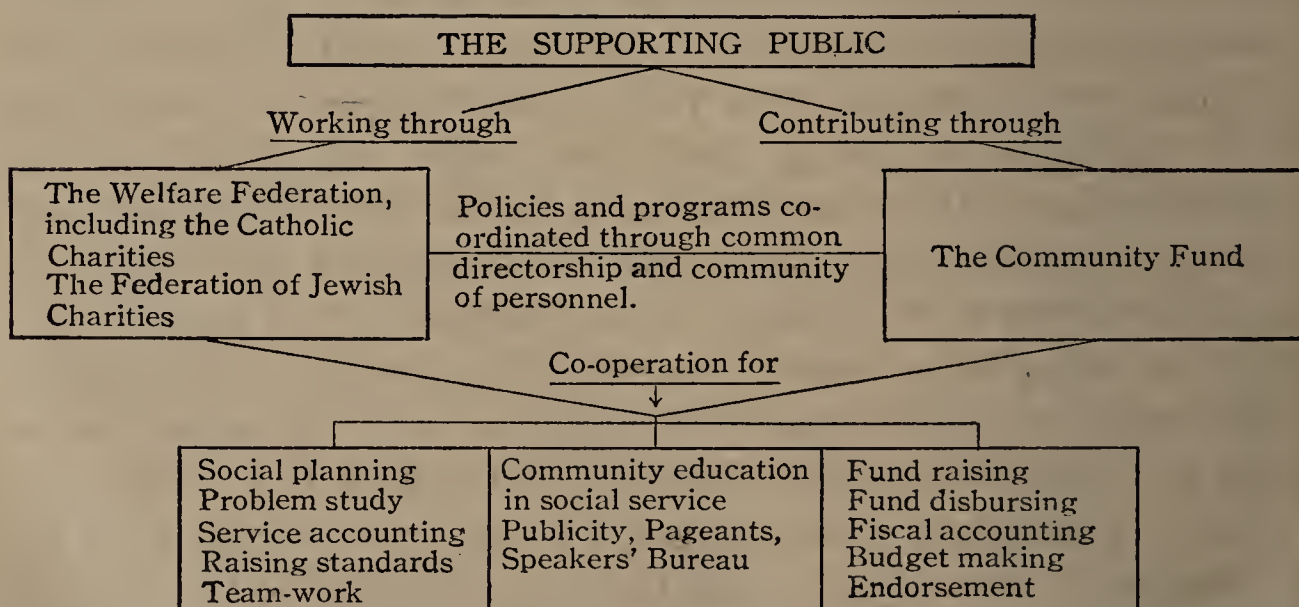 THE SUPPORTING PUBLIC
Working through
Contributing through
The Welfare Federation,
including the Catholic
Charities
The Federation of Jewish
Charities
Policies and programs co-
ordinated through common
directorship and community
of personnel.
The Community Fund
Co-operation for
Social planning
Problem study
Service accounting
Raising standards
Team-work
Community education
in social service
Publicity, Pageants,
Speakers' Bureau
Fund raising
Fund disbursing
Fiscal accounting
Budget making
Endorsement